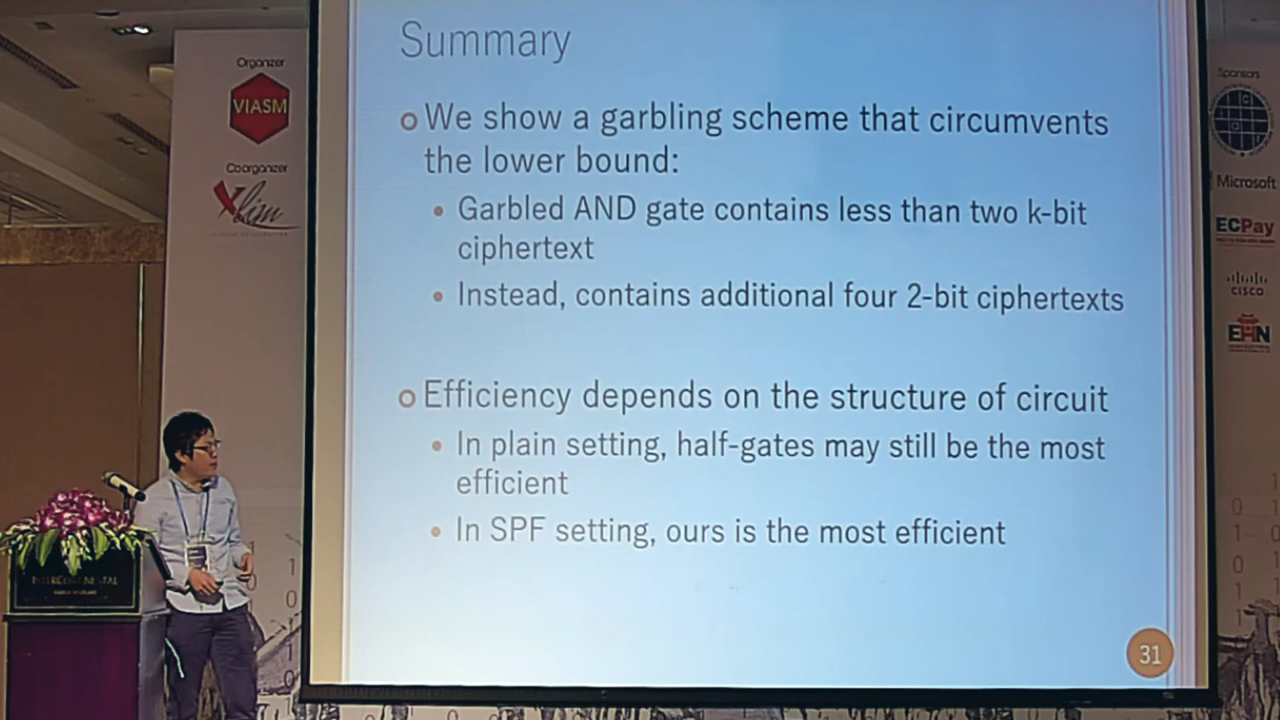 Summary
We show a garbling scheme that circumvents
the lower bound:
Garbled AND gate contains less than two k-bit
ciphertext
Instead, contains additional four 2-bit ciphertexts
Efficiency depends on the structure of circuit
In plain setting, half-gates may still be the most
efficient
In SPF setting, ours is the most efficient
31
Organizer
VIASM
Coorganizer
Xlim
INTERCONTINENTAL
Sponsors
Microsoft
ECPay
CISCO
EHN